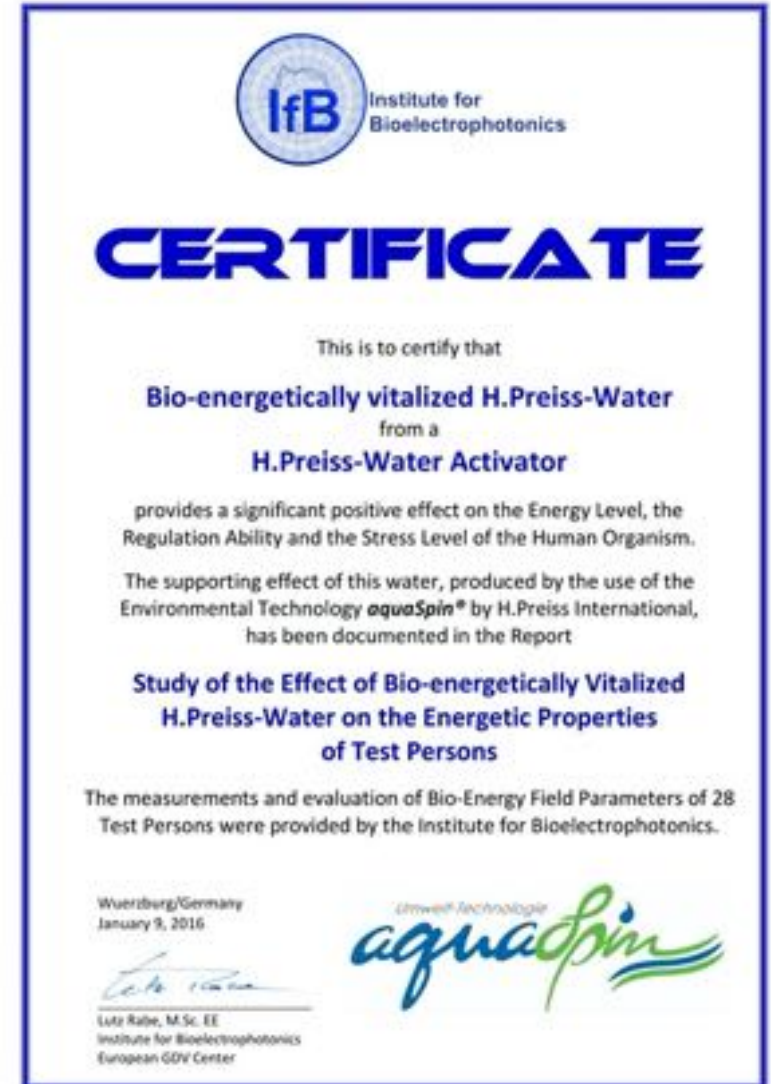 IfB
Institute for
Bioelectrophotonics
CERTIFICATE
This is to certify that
Bio-energetically vitalized H.Preiss-Water
from a
H.Preiss-Water Activator
provides a significant positive effect on the Energy Level, the
Regulation Ability and the Stress Level of the Human Organism.
The supporting effect of this water, produced by the use of the
Environmental Technology aquaSpin® by H.Preiss International,
has been documented in the Report
Study of the Effect of Bio-energetically Vitalized
H.Preiss-Water on the Energetic Properties
of Test Persons
The measurements and evaluation of Bio-Energy Field Parameters of 28
Test Persons were provided by the Institute for Bioelectrophotonics.
Wuerzburg/Germany
January 9, 2016
Umwelt-Technologie
aquaSpin
Lutz Rabe, M.Sc. EE
Institute for Bioelectrophotonics
European GDV Center